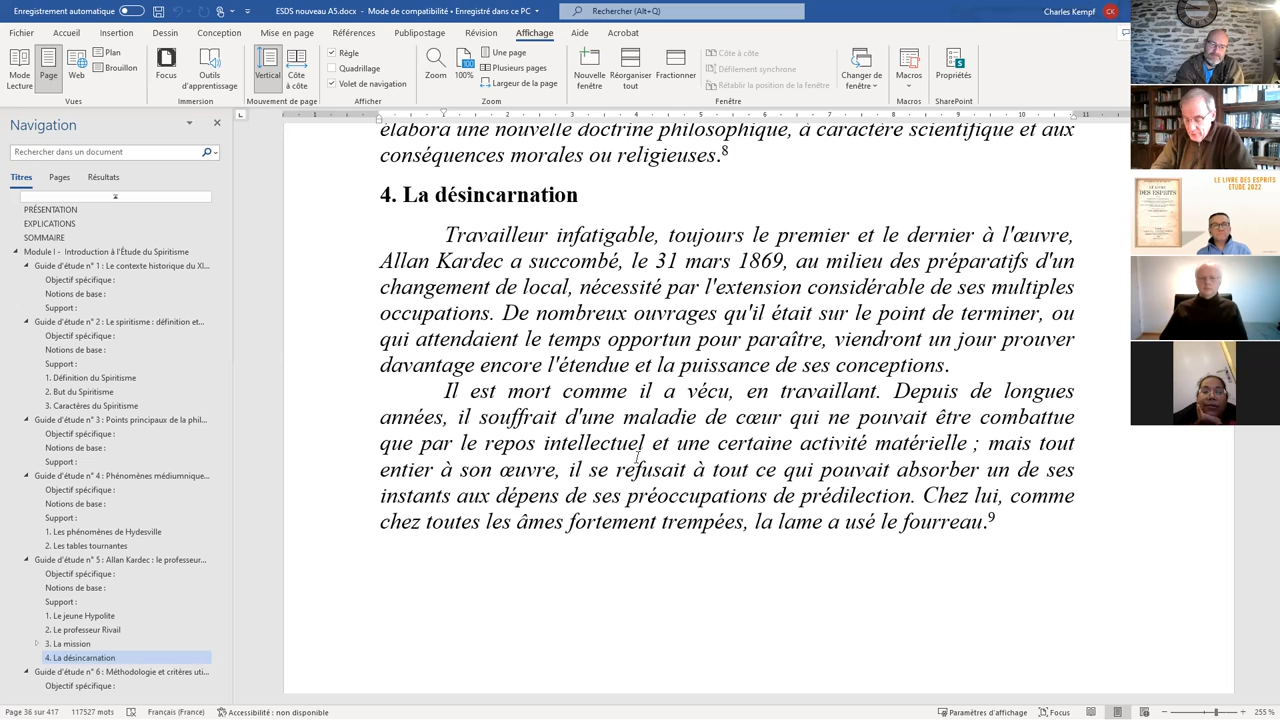 Enregistrement automatique
ESDS nouveau A5.docx - Mode de compatibilité • Enregistré dans ce PC
Rechercher (Alt+Q)
Charles Kempf
CK
Fichier Accueil Insertion Dessin Conception Mise en page Références Publipostage Révision Affichage Aide Acrobat
Mode Lecture
Page
Web
Plan
Brouillon
Vues
Focus
Outils d'apprentissage
Immersion
Vertical
Côte à côte
Mouvement de page
Règle
Quadrillage
Volet de navigation
Afficher
Zoom
100%
Une page
Plusieurs pages
Largeur de la page
Zoom
Nouvelle fenêtre
Réorganiser tout
Fractionner
Côte à côte
Défilement synchrone
Rétablir la position de la fenêtre
Fenêtre
Changer de fenêtre
Macros
Macros
Propriétés
SharePoint
Navigation
Rechercher dans un document
Titres Pages Résultats
PRÉSENTATION
EXPLICATIONS
SOMMAIRE
Module I - Introduction à l'Étude du Spiritisme
Guide d'étude n° 1 : Le contexte historique du XI...
Objectif spécifique :
Notions de base :
Support :
Guide d'étude n° 2 : Le spiritisme : définition et...
Objectif spécifique :
Notions de base :
Support :
1. Définition du Spiritisme
2. But du Spiritisme
3. Caractères du Spiritisme
Guide d'étude n° 3 : Points principaux de la phil...
Objectif spécifique :
Notions de base :
Support :
Guide d'étude n° 4 : Phénomènes médiumnique...
Objectif spécifique :
Notions de base :
Support :
1. Les phénomènes de Hydesville
2. Les tables tournantes
Guide d'étude n° 5 : Allan Kardec : le professeur...
Objectif spécifique :
Notions de base :
Support :
1. Le jeune Hypolite
2. Le professeur Rivail
3. La mission
4. La désincarnation
Guide d'étude n° 6 : Méthodologie et critères uti...
Objectif spécifique :
élabora une nouvelle doctrine philosophique, à caractère scientifique et aux
conséquences morales ou religieuses.8
4. La désincarnation
Travailleur infatigable, toujours le premier et le dernier à l'œuvre,
Allan Kardec a succombé, le 31 mars 1869, au milieu des préparatifs d'un
changement de local, nécessité par l'extension considérable de ses multiples
occupations. De nombreux ouvrages qu'il était sur le point de terminer, ou
qui attendaient le temps opportun pour paraître, viendront un jour prouver
davantage encore l'étendue et la puissance de ses conceptions.
Il est mort comme il a vécu, en travaillant. Depuis de longues
années, il souffrait d'une maladie de cœur qui ne pouvait être combattue
que par le repos intellectuel et une certaine activité matérielle ; mais tout
entier à son œuvre, il se refusait à tout ce qui pouvait absorber un de ses
instants aux dépens de ses préoccupations de prédilection. Chez lui, comme
chez toutes les âmes fortement trempées, la lame a usé le fourreau.9
LE LIVRE DES ESPRITS
ETUDE 2022
LE LIVRE
DES ESPRITS
Page 36 sur 417
117527 mots
Français (France)
Accessibilité : non disponible
Paramètres d'affichage
Focus
255 %